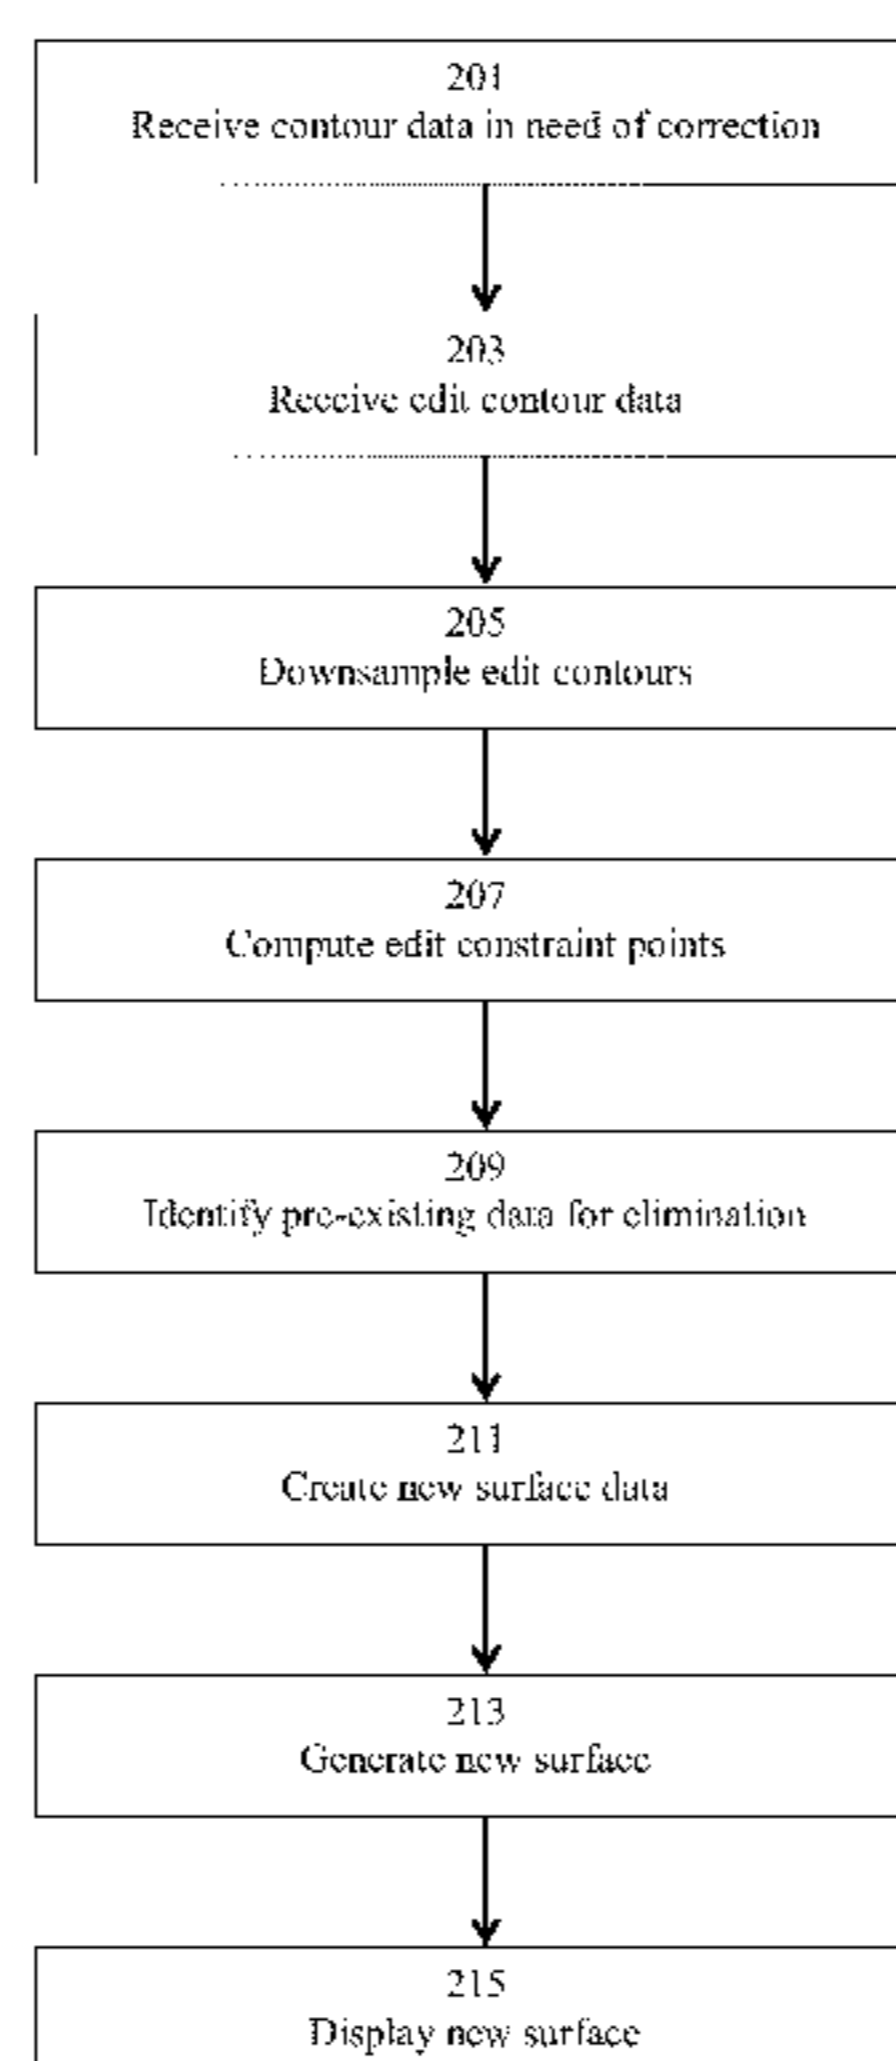 201
Receive contour data in need of correction
203
Receive edit contour data
205
Downsample edit contours
207
Compute edit constraint points
209
Identify pre-existing data for elimination
211
Create new surface data
213
Generate new surface
215
Display new surface